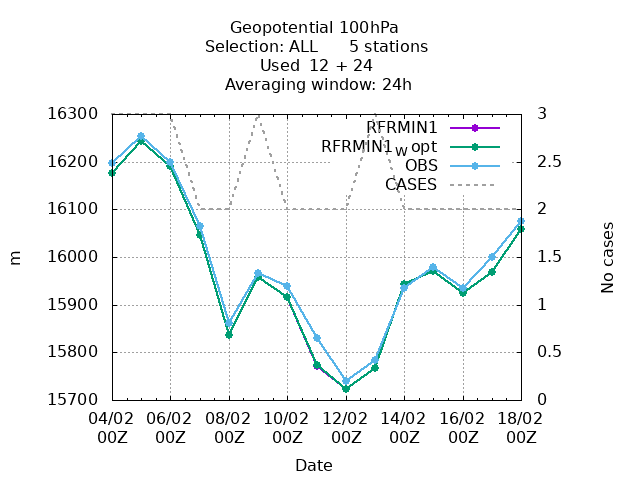 Geopotential 100hPa
Selection: ALL 5 stations
Used 12 + 24
Averaging window: 24h
16300
16200
16100
16000
15900
15800
15700
m
3
2.5
2
1.5
1
0.5
0
No cases
RFRMIN1
RFRMIN1w opt
OBS
CASES
04/02 06/02 08/02 10/02 12/02 14/02 16/02 18/02
00Z 00Z 00Z 00Z 00Z 00Z 00Z 00Z
Date